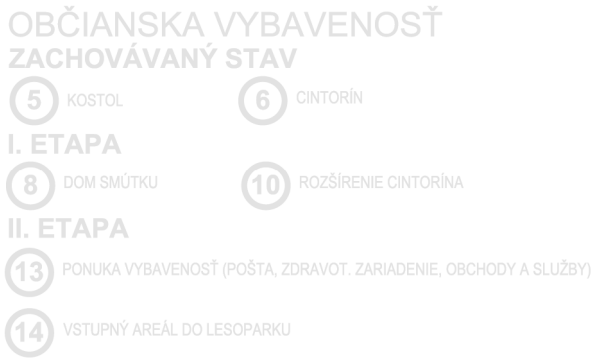 OBČIANSKA VYBAVENOSŤ
ZACHOVÁVANÝ STAV
5 KOSTOL 6 CINTORÍN
I. ETAPA
8 DOM SMÚTKU 10 ROZŠÍRENIE CINTORÍNA
II. ETAPA
13 PONUKA VYBAVENOSŤ (POŠTA, ZDRAVOT. ZARIADENIE, OBCHODY A SLUŽBY)
14 VSTUPNÝ AREÁL DO LESOPARKU